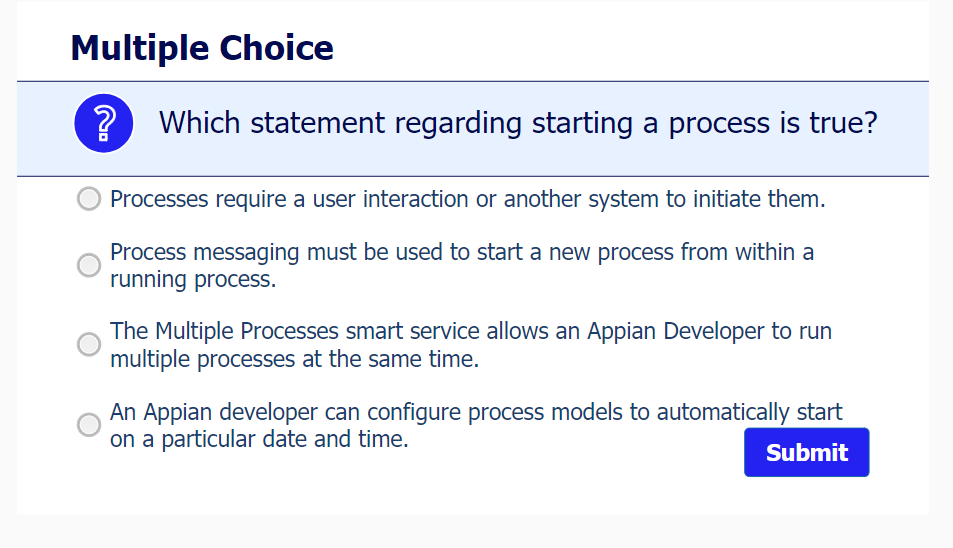 Multiple Choice
Which statement regarding starting a process is true?
Processes require a user interaction or another system to initiate them.
Process messaging must be used to start a new process from within a
running process.
The Multiple Processes smart service allows an Appian Developer to run
multiple processes at the same time.
An Appian developer can configure process models to automatically start
on a particular date and time.
Submit